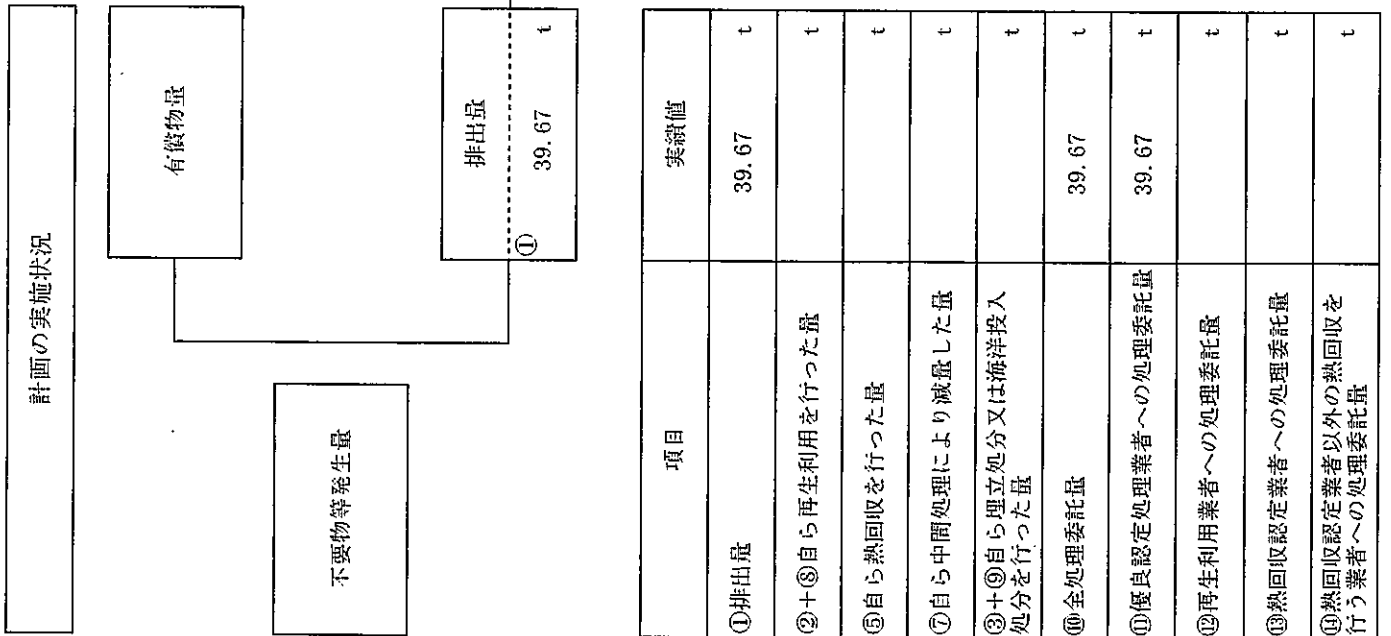 計画の実施状況
不要物等発生量
有償物量
排出量
① 39.67 t
項目 実績値
①排出量 39.67 t
②+⑧自ら再生利用を行った量 t
⑤自ら熱回収を行った量 t
⑦自ら中間処理により減量した量 t
③+⑨自ら埋立処分又は海洋投入
処分を行った量 t
⑩全処理委託量 39.67 t
⑪優良認定処理業者への処理委託量 39.67 t
⑫再生利用業者への処理委託量 t
⑬熱回収認定業者への処理委託量 t
⑭熱回収認定業者以外の熱回収を
行う業者への処理委託量 t